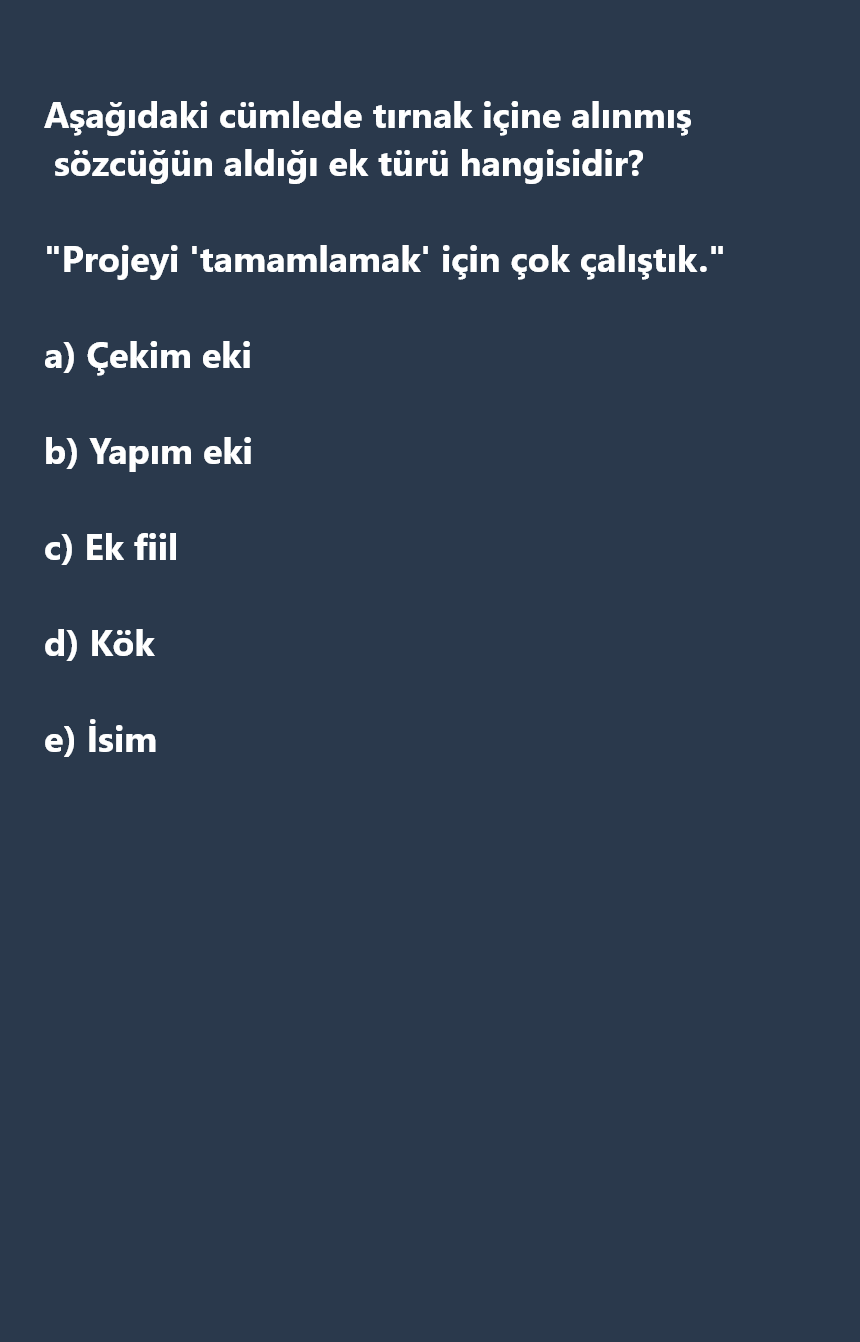 Aşağıdaki cümlede tırnak içine alınmış
sözcüğün aldığı ek türü hangisidir?
"Projeyi 'tamamlamak' için çok çalıştık."
a) Çekim eki
b) Yapım eki
c) Ek fiil
d) Kök
e) İsim